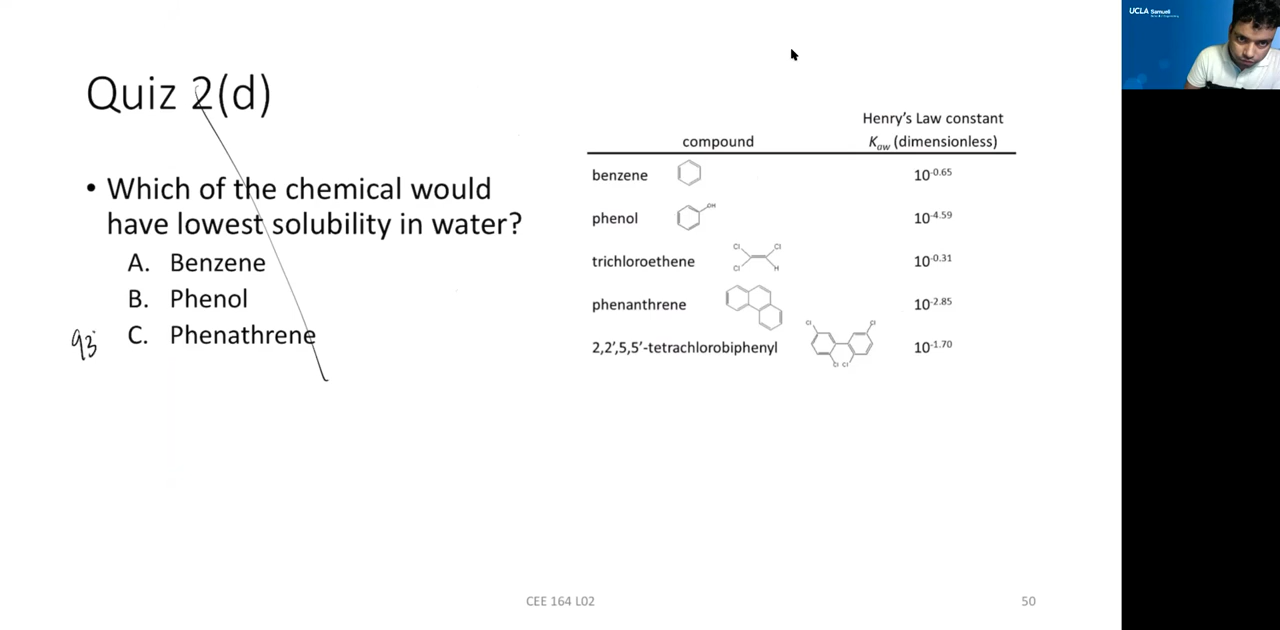 Quiz 2(d)
• Which of the chemical would
have lowest solubility in water?
A. Benzene
B. Phenol
93 C. Phenathrene
Henry's Law constant
compound Kaw (dimensionless)
benzene 10-0.65
phenol OH 10-4.59
Cl Cl
trichloroethene 10-0.31
Cl H
phenanthrene 10-2.85
Cl Cl
2,2',5,5'-tetrachlorobiphenyl 10-1.70
Cl Cl
CEE 164 L02
50
UCLA Samueli